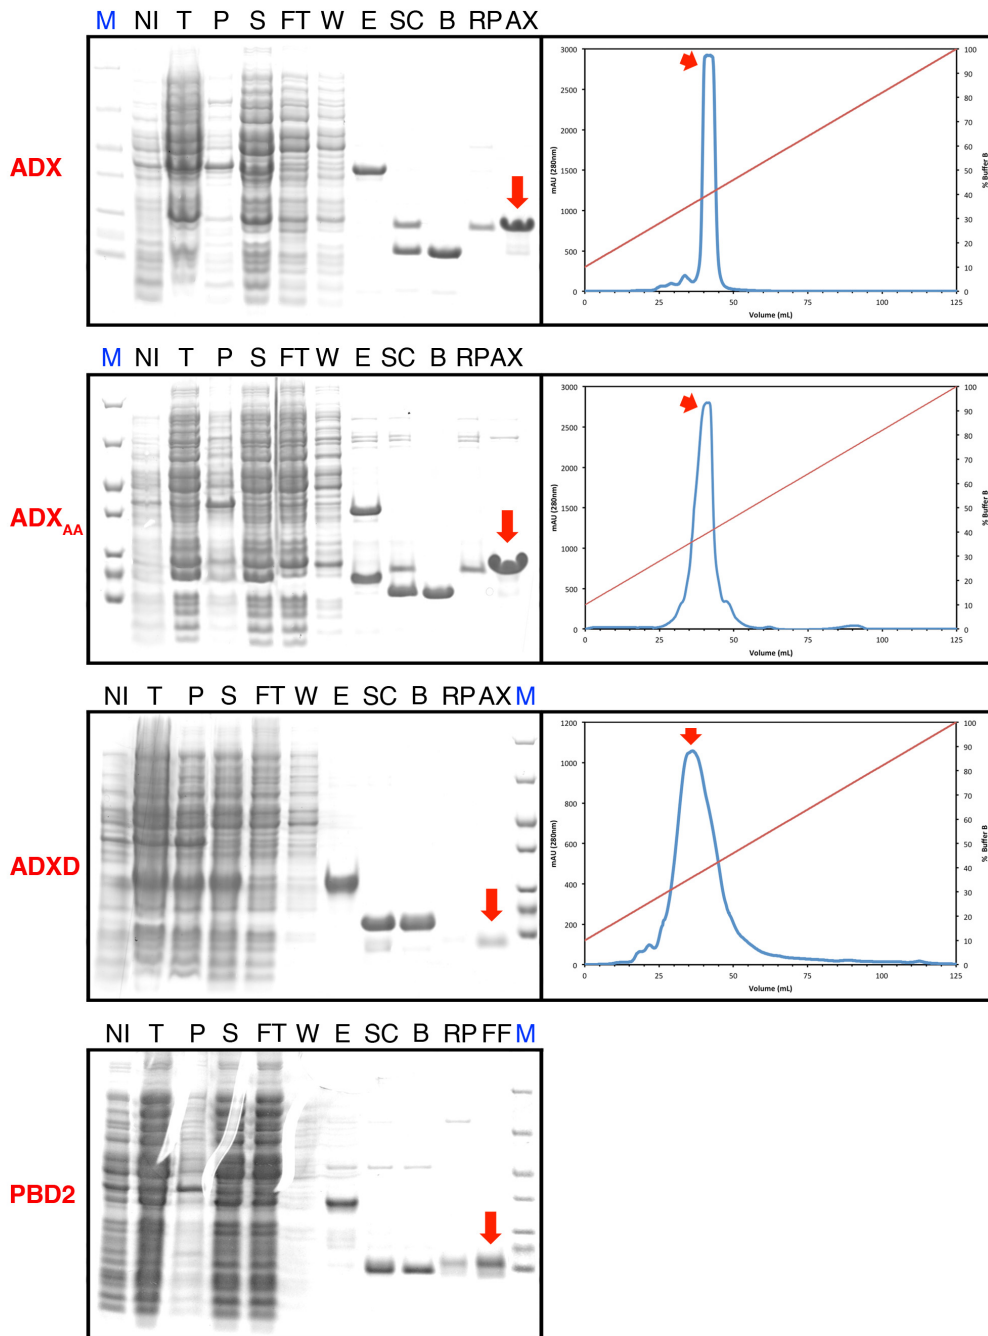 M NI T P S FT W E SC B RP AX
ADX
3000
2500
2000
1500
1000
500
0
mAU (280nm)
0 25 50 75 100 125
Volume (mL)
100
90
80
70
60
50
40
30
20
10
0
% Buffer B
M NI T P S FT W E SC B RP AX
ADXAA
3000
2500
2000
1500
1000
500
0
mAU (280nm)
0 25 50 75 100 125
Volume (mL)
100
90
80
70
60
50
40
30
20
10
0
% Buffer B
NI T P S FT W E SC B RP AX M
ADXD
1200
1000
800
600
400
200
0
mAU (280nm)
0 25 50 75 100 125
Volume (mL)
100
90
80
70
60
50
40
30
20
10
0
% Buffer B
NI T P S FT W E SC B RP FF M
PBD2